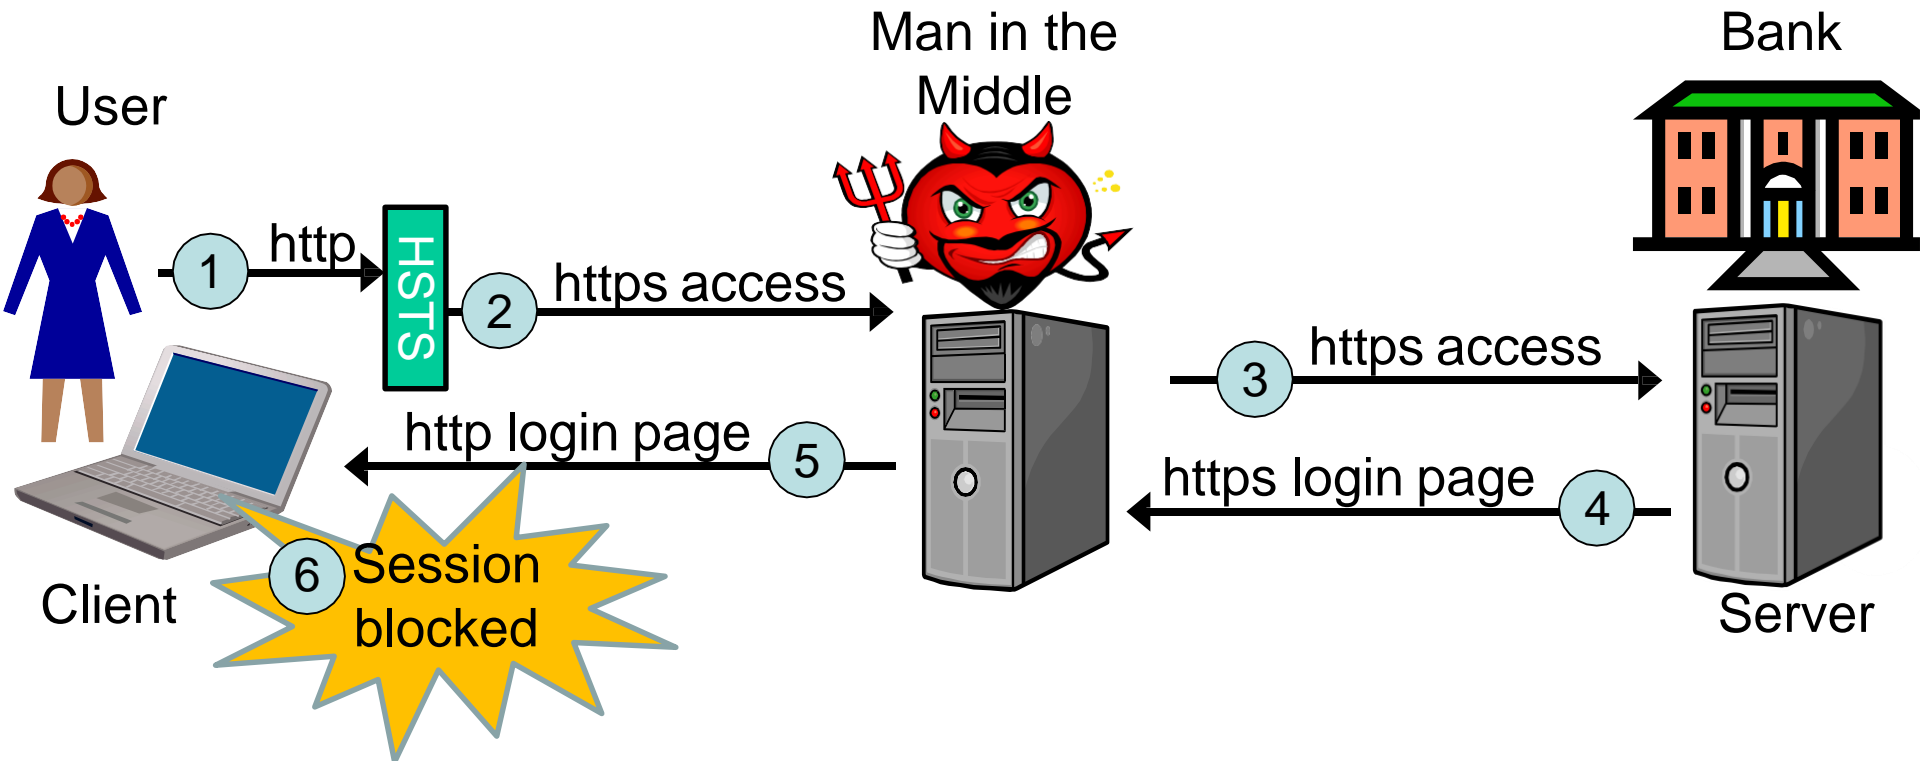 Man in the
Middle
Bank
User
1
http
HSTS
2
https access
3
https access
http login page
5
https login page
4
6
Session
blocked
Client
Server